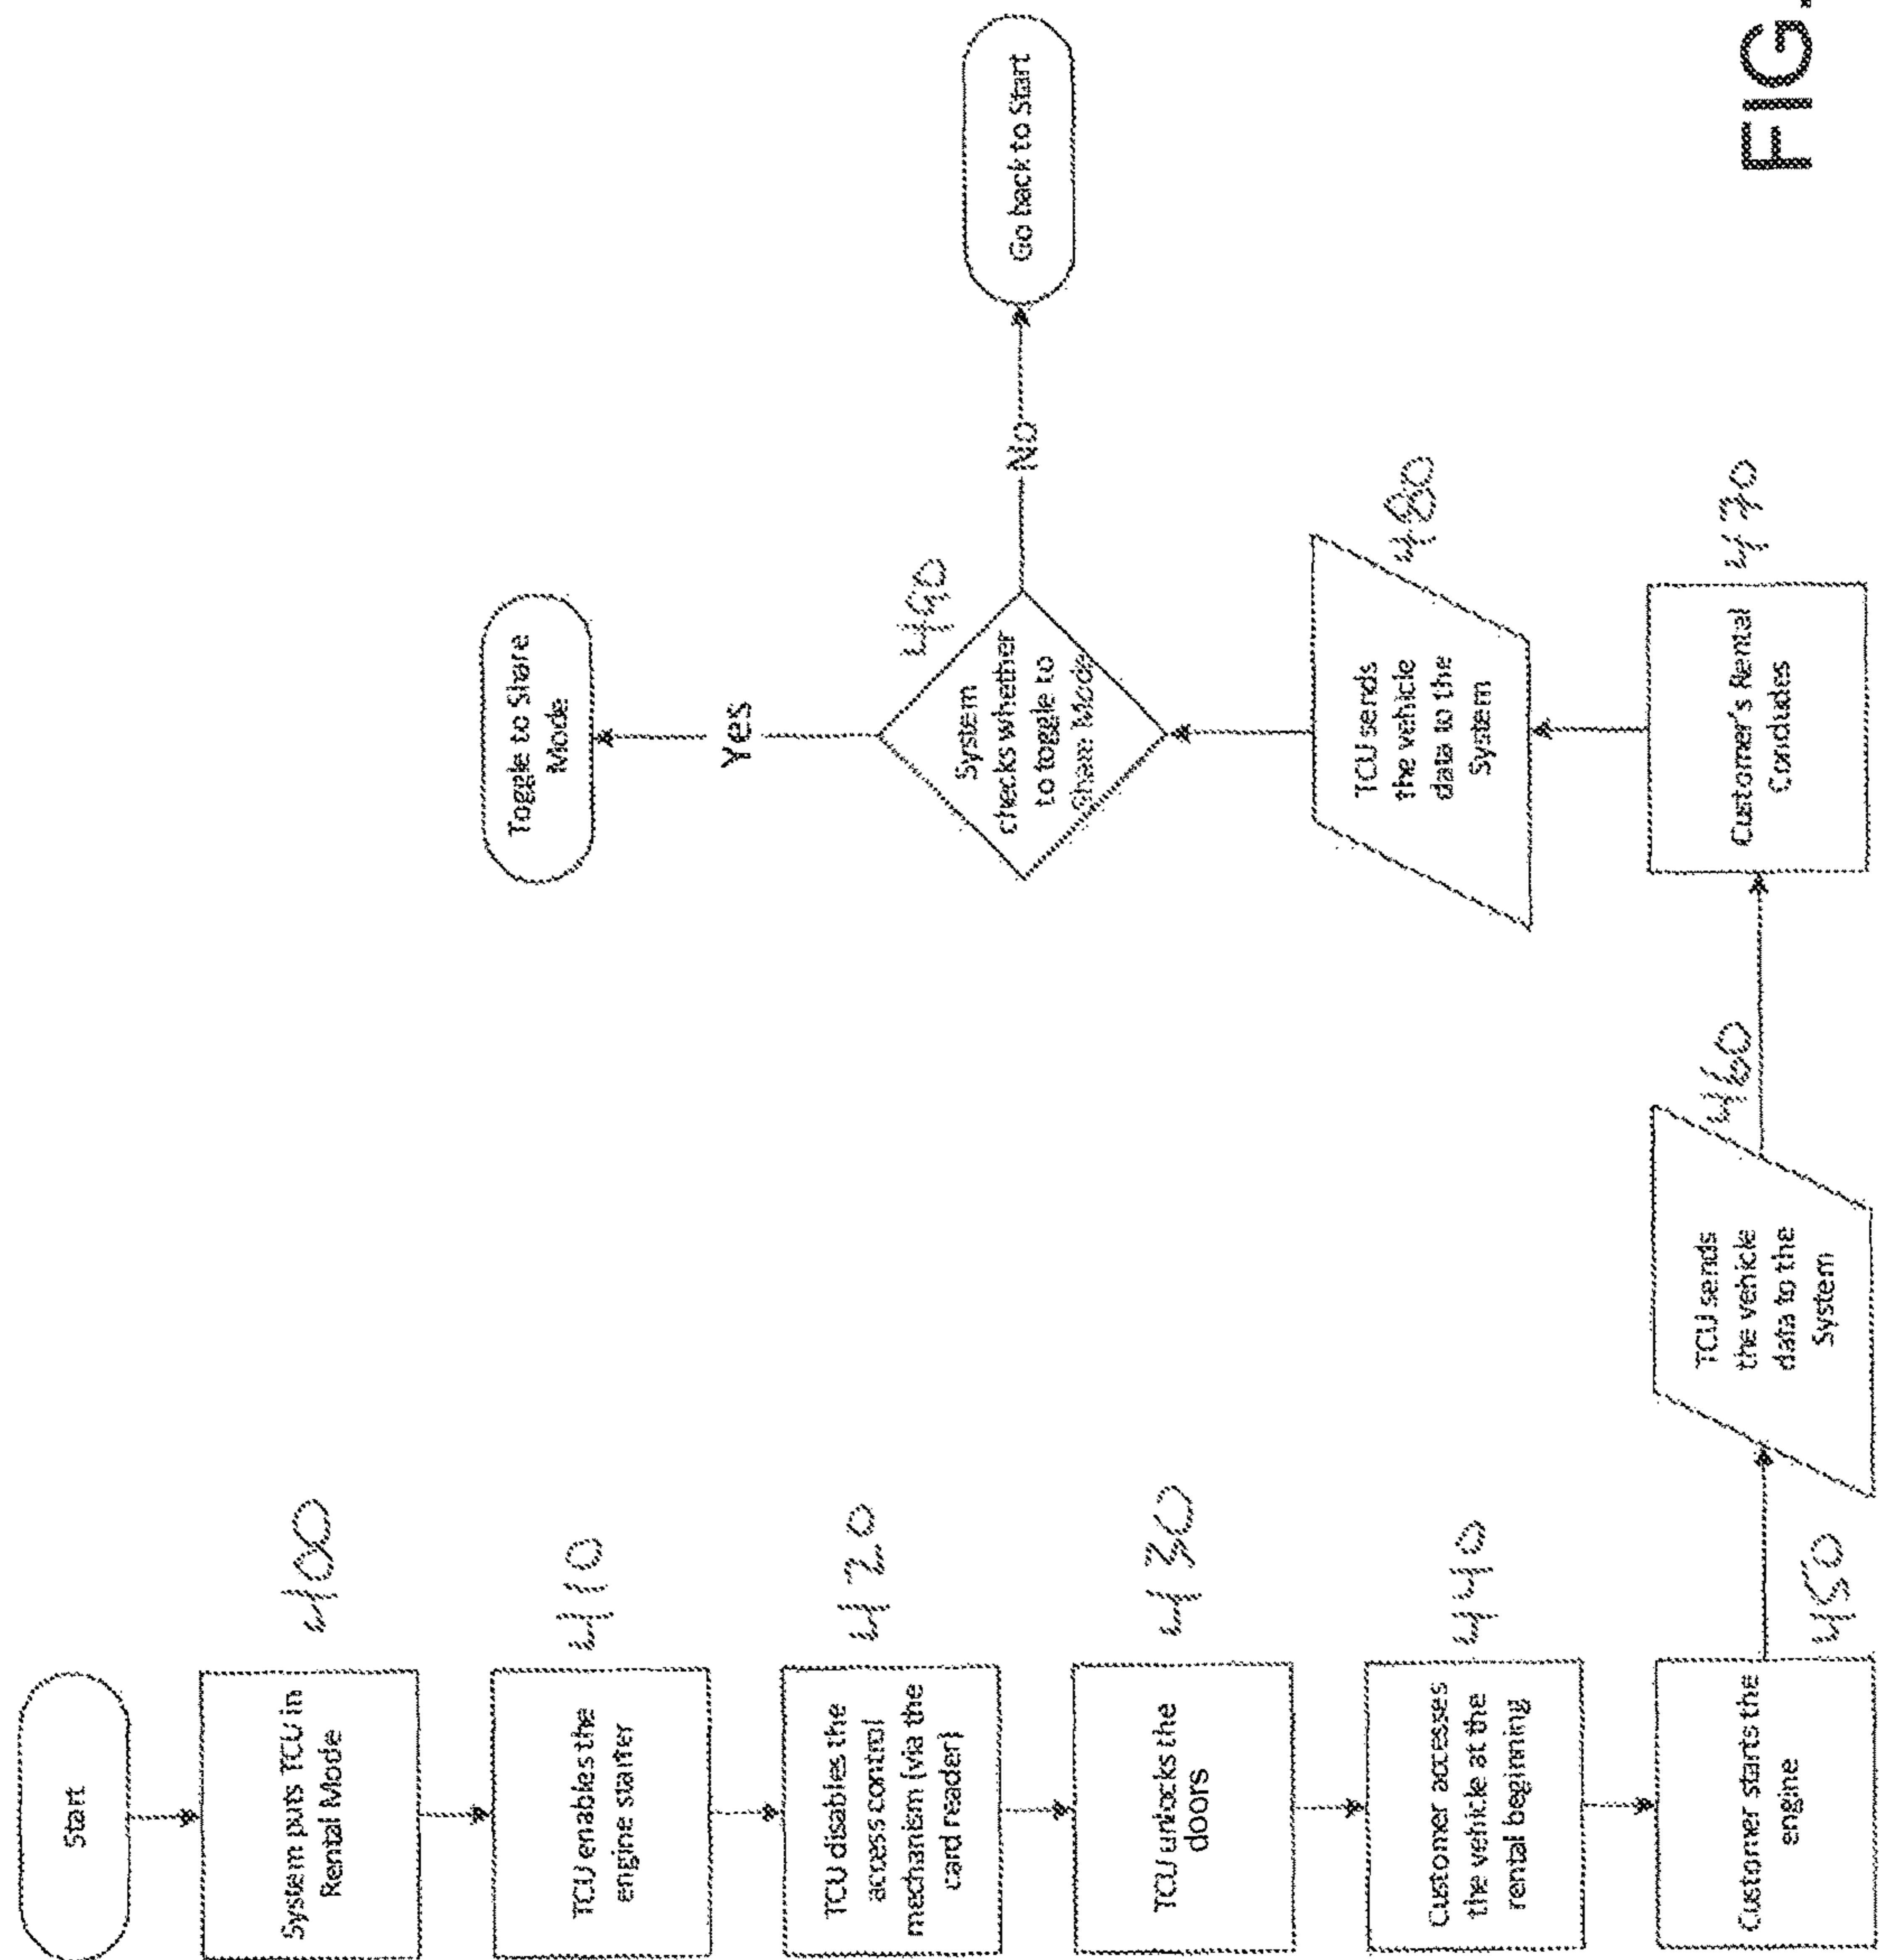 Start
System puts TCU in
Rental Mode
400
TCU enables the
engine starter
410
TCU disables the
access control
mechanism (via the
card reader)
420
TCU unlocks the
doors
430
Customer accesses
the vehicle at the
rental beginning
440
Customer starts the
engine
450
TCU sends
the vehicle
data to the
System
460
Customer's Rental
Concludes
470
TCU sends
the vehicle
data to the
System
480
System
checks whether
to toggle to
Mode
490
Yes
Toggle to Share
Mode
No
Go back to Start
FIG.